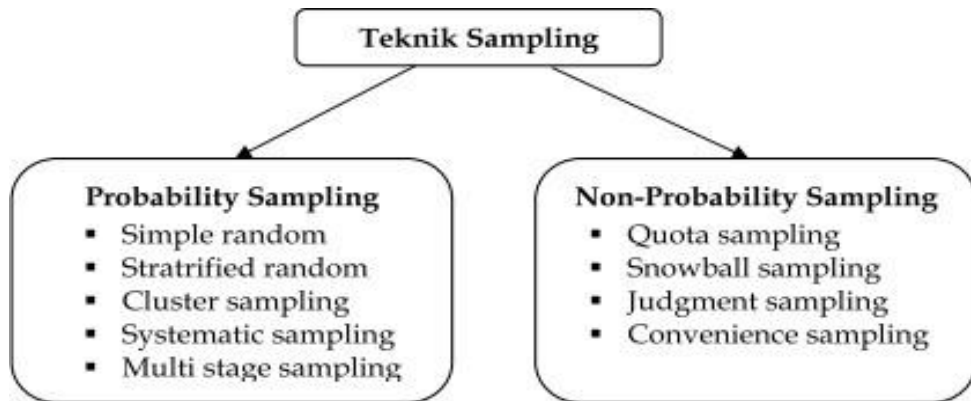 Teknik Sampling
Probability Sampling
▪ Simple random
▪ Stratrified random
▪ Cluster sampling
▪ Systematic sampling
▪ Multi stage sampling
Non-Probability Sampling
▪ Quota sampling
▪ Snowball sampling
▪ Judgment sampling
▪ Convenience sampling